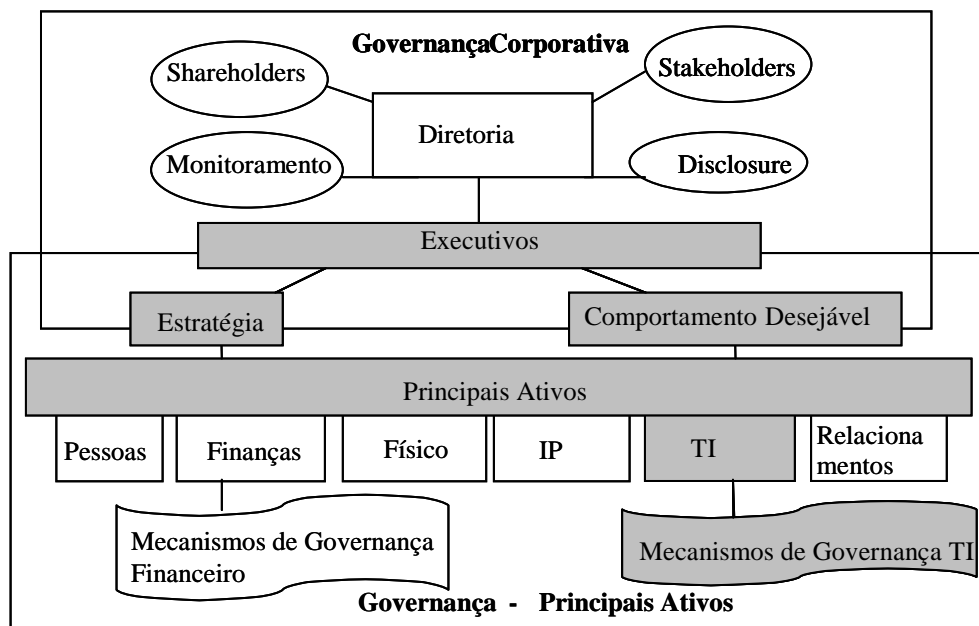 GovernançaCorporativa
Shareholders
Stakeholders
Diretoria
Monitoramento
Disclosure
Executivos
Estratégia
Comportamento Desejável
Principais Ativos
Pessoas
Finanças
Físico
IP
TI
Relaciona
mentos
Mecanismos de Governança
Financeiro
Mecanismos de Governança TI
Governança - Principais Ativos